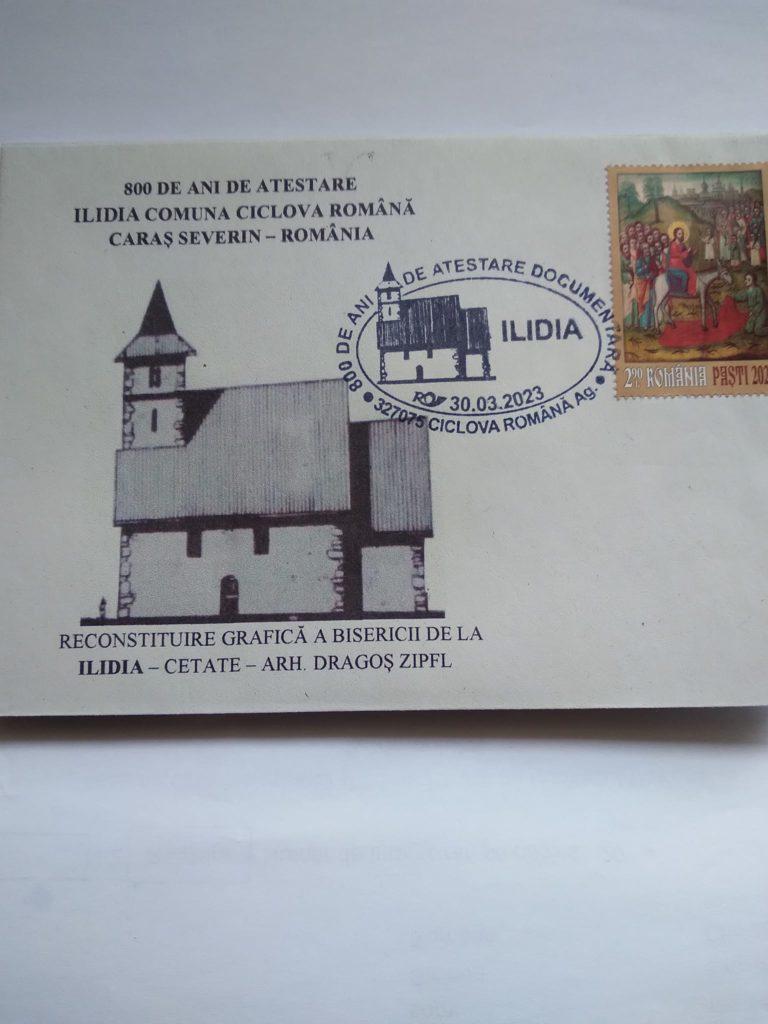 800 DE ANI DE ATESTARE
ILIDIA COMUNA CICLOVA ROMÂNĂ
CARAȘ SEVERIN – ROMÂNIA
800 DE ANI DE ATESTARE DOCUMENTARĂ
ILIDIA
30.03.2023
327075 CICLOVA ROMÂNĂ Ag.
2⁹⁰ ROMÂNIA PAȘTI 202
RECONSTITUIRE GRAFICĂ A BISERICII DE LA
ILIDIA – CETATE – ARH. DRAGOȘ ZIPFL